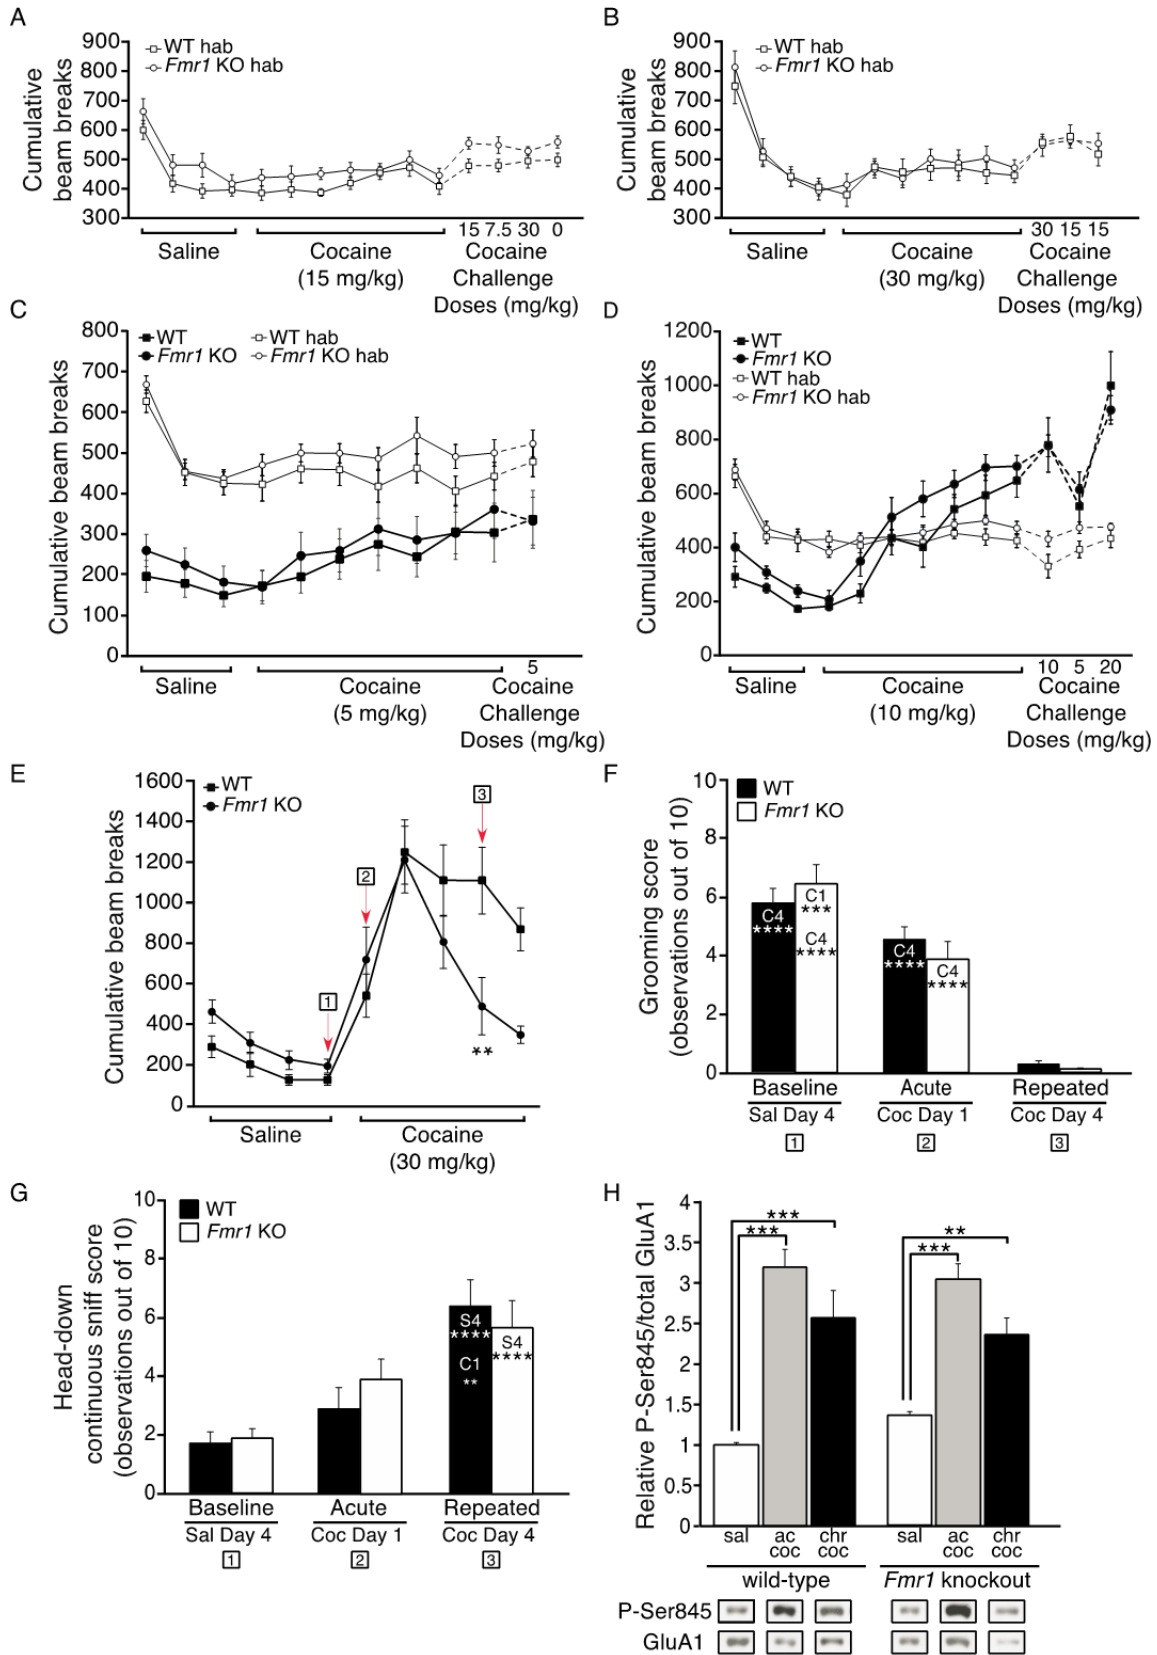 A
Cumulative
beam breaks
900
800
700
600
500
400
300
WT hab
Fmr1 KO hab
15 7.5 30 0
Saline
Cocaine
(15 mg/kg)
Cocaine
Challenge
Doses (mg/kg)
B
Cumulative
beam breaks
900
800
700
600
500
400
300
WT hab
Fmr1 KO hab
30 15 15
Saline
Cocaine
(30 mg/kg)
Cocaine
Challenge
Doses (mg/kg)
C
Cumulative beam breaks
800
700
600
500
400
300
200
100
0
WT
Fmr1 KO
WT hab
Fmr1 KO hab
5
Saline
Cocaine
(5 mg/kg)
Cocaine
Challenge
Doses (mg/kg)
D
Cumulative beam breaks
1200
1000
800
600
400
200
0
WT
Fmr1 KO
WT hab
Fmr1 KO hab
10 5 20
Saline
Cocaine
(10 mg/kg)
Cocaine
Challenge
Doses (mg/kg)
E
Cumulative beam breaks
1600
1400
1200
1000
800
600
400
200
0
WT
Fmr1 KO
1
2
3
**
Saline
Cocaine
(30 mg/kg)
F
Grooming score
(observations out of 10)
10
8
6
4
2
0
WT
Fmr1 KO
C4
****
C1
***
C4
****
C4
****
C4
****
Baseline
Sal Day 4
1
Acute
Coc Day 1
2
Repeated
Coc Day 4
3
G
Head-down
continuous sniff score
(observations out of 10)
10
8
6
4
2
0
WT
Fmr1 KO
S4
****
C1
**
S4
****
Baseline
Sal Day 4
1
Acute
Coc Day 1
2
Repeated
Coc Day 4
3
H
Relative P-Ser845/total GluA1
4
3.5
3
2.5
2
1.5
1
0.5
0
***
***
**
***
sal
ac
coc
chr
coc
sal
ac
coc
chr
coc
wild-type
Fmr1 knockout
P-Ser845
GluA1